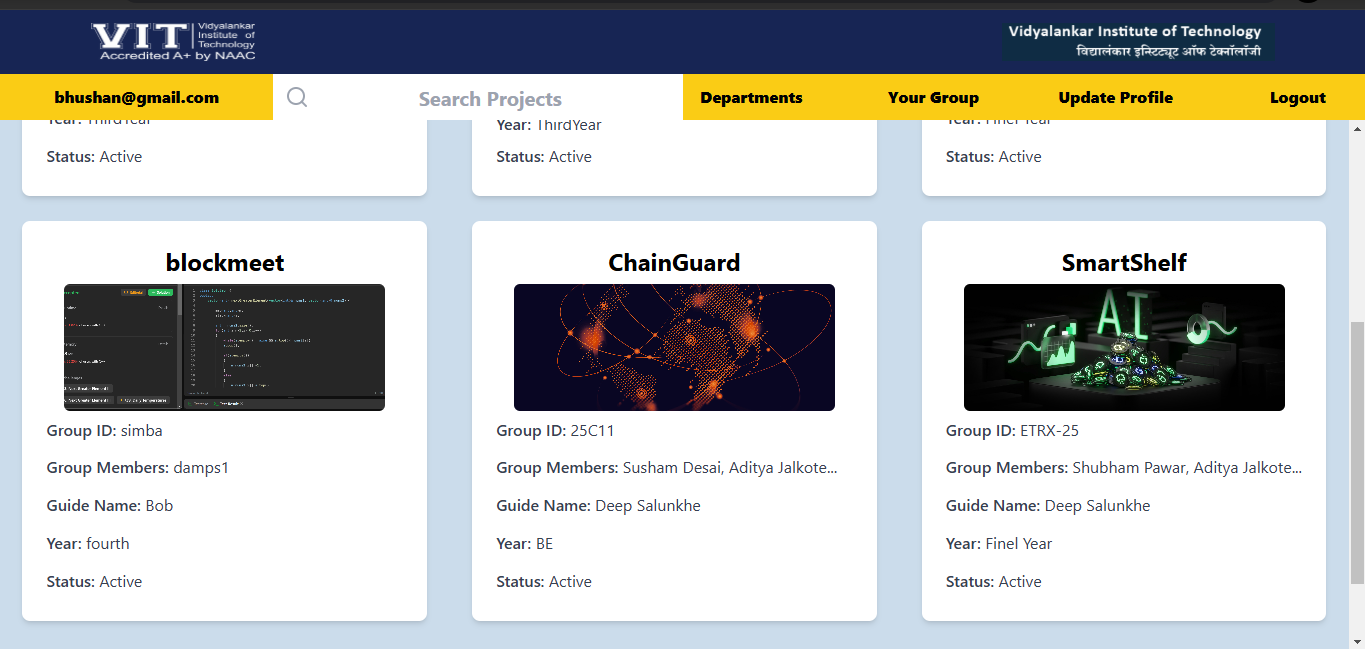 VIT
Vidyalankar
Institute of
Technology
Accredited A+ by NAAC
Vidyalankar Institute of Technology
विद्यालंकार इन्स्टिट्यूट ऑफ टेक्नॉलॉजी
bhushan@gmail.com
Search Projects
Departments
Your Group
Update Profile
Logout
Year: ThirdYear
Year: ThirdYear
Year: Finel Year
Status: Active
Status: Active
Status: Active
blockmeet
ChainGuard
SmartShelf
AI
Group ID: simba
Group Members: damps1
Guide Name: Bob
Year: fourth
Status: Active
Group ID: 25C11
Group Members: Susham Desai, Aditya Jalkote...
Guide Name: Deep Salunkhe
Year: BE
Status: Active
Group ID: ETRX-25
Group Members: Shubham Pawar, Aditya Jalkote...
Guide Name: Deep Salunkhe
Year: Finel Year
Status: Active